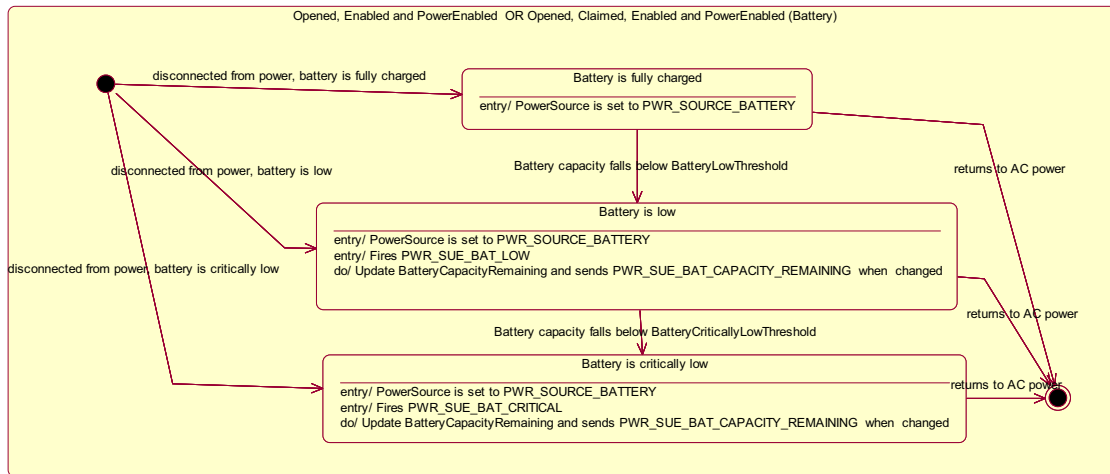 Opened, Enabled and PowerEnabled  OR Opened, Claimed, Enabled and PowerEnabled (Battery)
disconnected from power, battery is fully charged
Battery is fully charged
entry/ PowerSource is set to PWR_SOURCE_BATTERY
Battery capacity falls below BatteryLowThreshold
returns to AC power
disconnected from power, battery is low
Battery is low
entry/ PowerSource is set to PWR_SOURCE_BATTERY
entry/ Fires PWR_SUE_BAT_LOW
do/ Update BatteryCapacityRemaining and sends PWR_SUE_BAT_CAPACITY_REMAINING  when  changed
disconnected from power, battery is critically low
returns to AC power
Battery capacity falls below BatteryCriticallyLowThreshold
Battery is critically low
returns to AC power
entry/ PowerSource is set to PWR_SOURCE_BATTERY
entry/ Fires PWR_SUE_BAT_CRITICAL
do/ Update BatteryCapacityRemaining and sends PWR_SUE_BAT_CAPACITY_REMAINING  when  changed